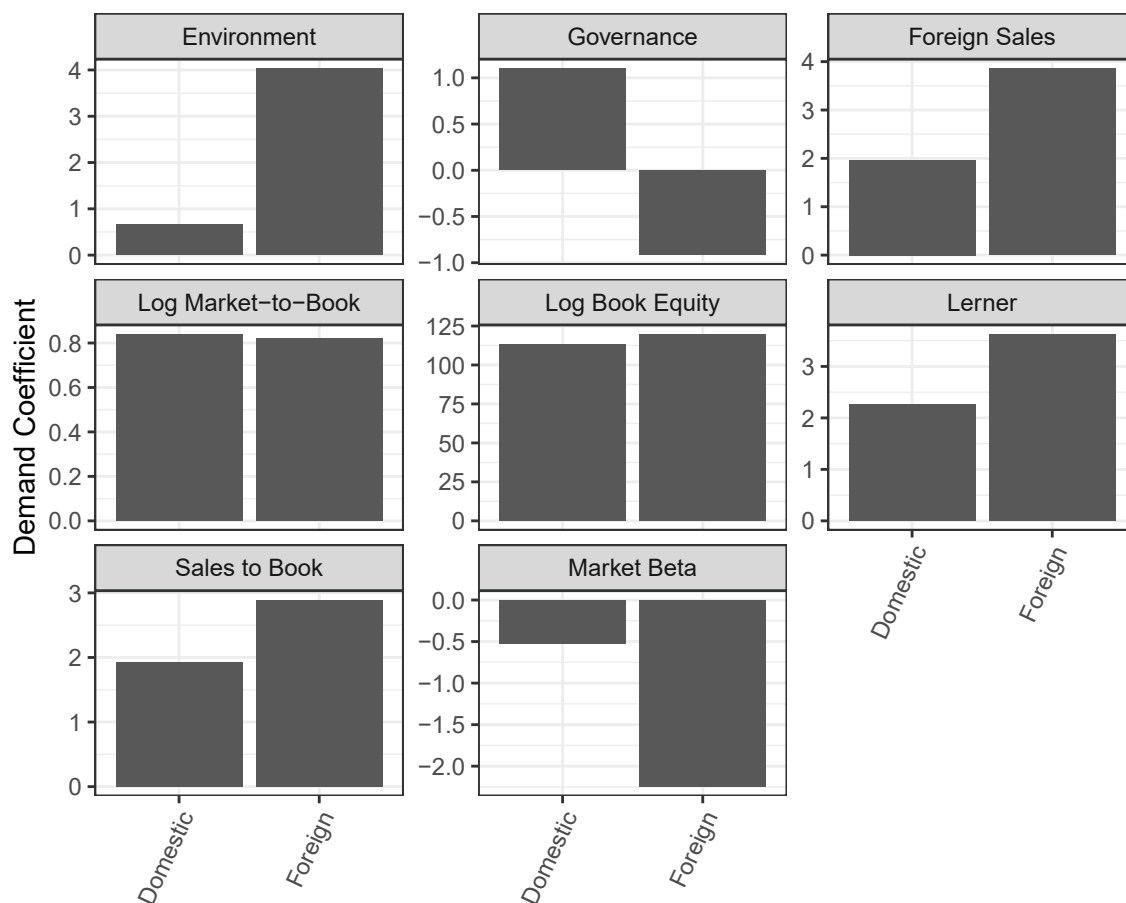 Demand Coefficient
Environment
4
3
2
1
0
Governance
1.0
0.5
0.0
−0.5
−1.0
Foreign Sales
4
3
2
1
0
Log Market−to−Book
0.8
0.6
0.4
0.2
0.0
Log Book Equity
125
100
75
50
25
0
Lerner
3
2
1
0
Domestic
Foreign
Sales to Book
3
2
1
0
Domestic
Foreign
Market Beta
0.0
−0.5
−1.0
−1.5
−2.0
Domestic
Foreign